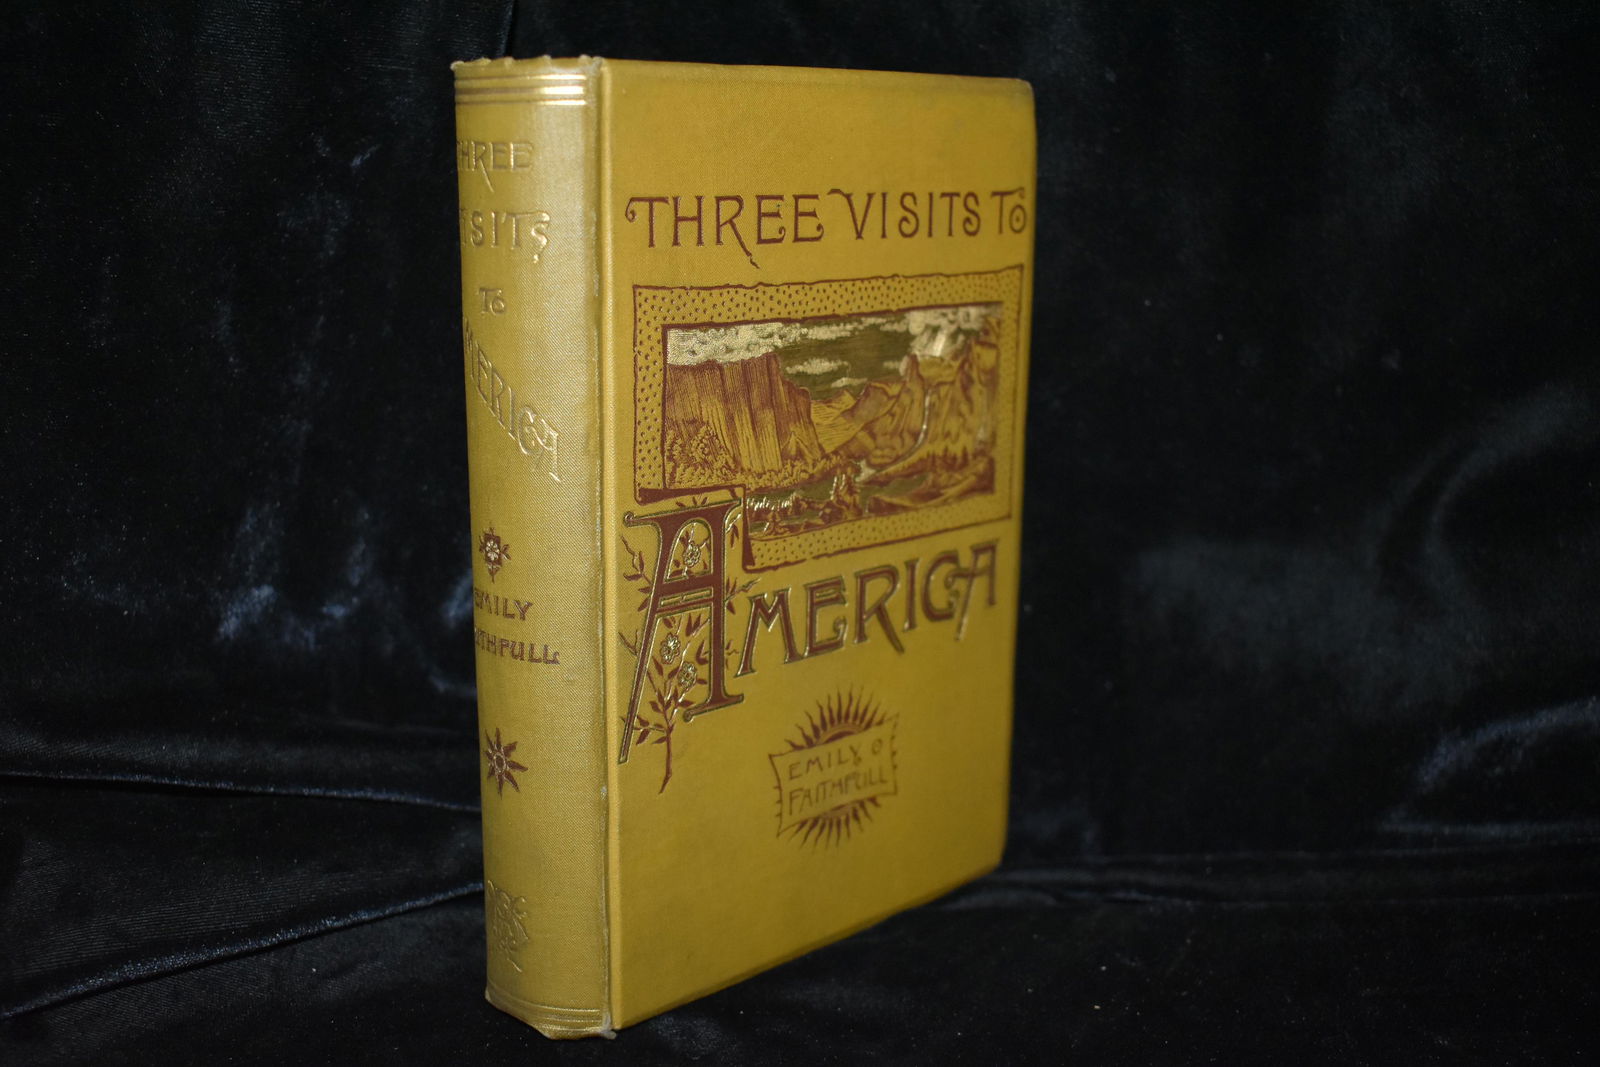 THREE
VISITS
TO
AMERICA
EMILY
FAITHFULL
THREE VISITS TO
AMERICA
EMILY
FAITHFULL